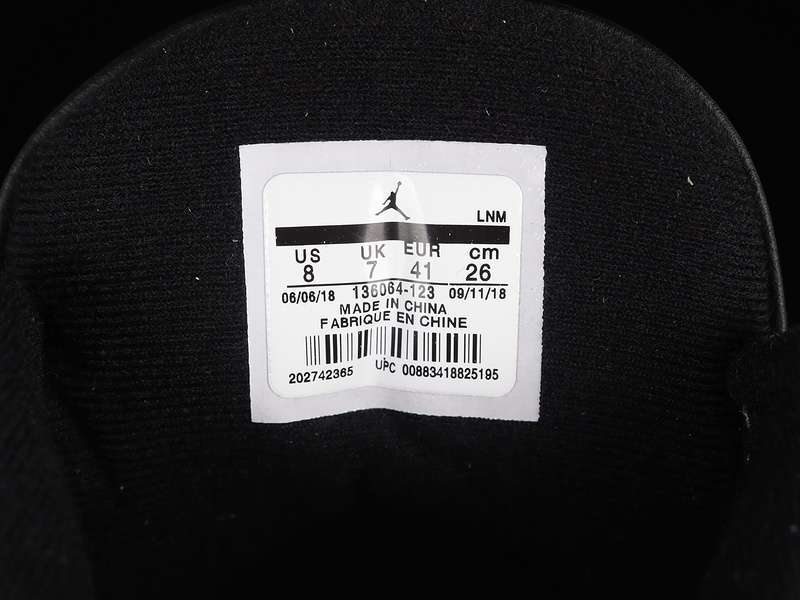 LNM
US UK EUR cm
8 7 41 26
06/06/18 136064-123 09/11/18
MADE IN CHINA
FABRIQUE EN CHINE
202742365 UPC 00883418825195